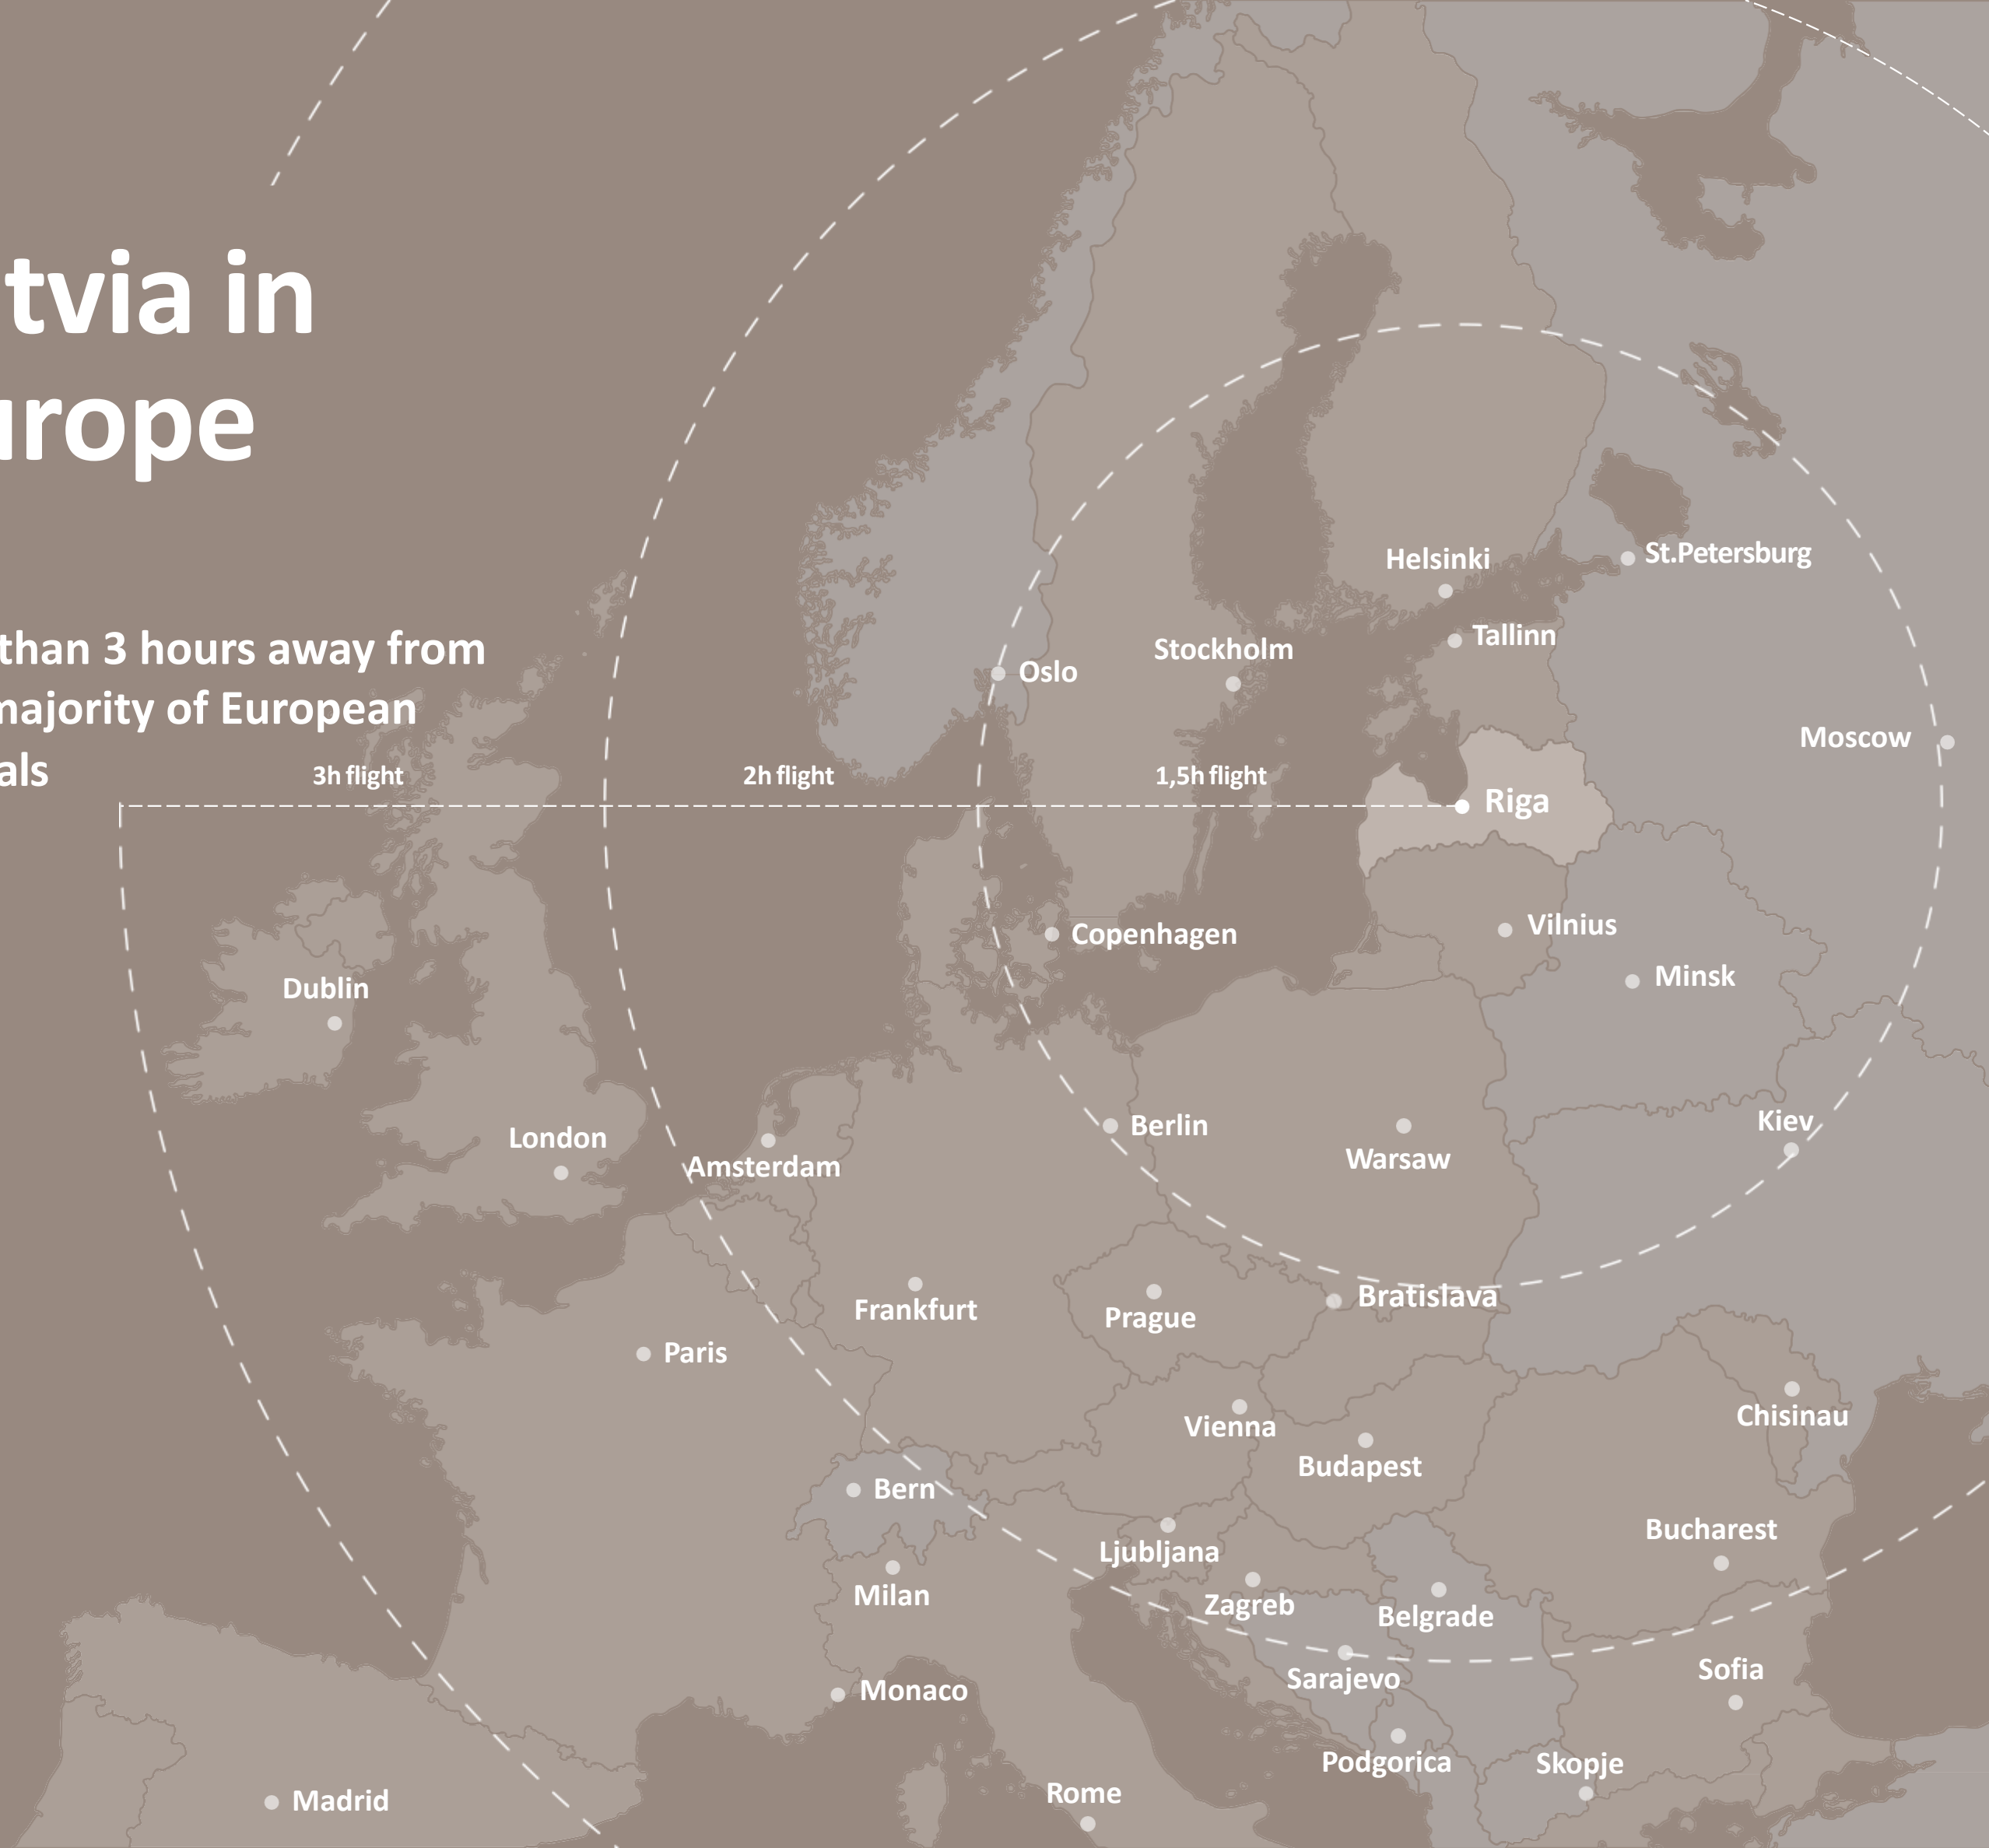 tvia in
urope
than 3 hours away from
majority of European
als
3h flight
2h flight
1,5h flight
Helsinki
St.Petersburg
Tallinn
Stockholm
Oslo
Moscow
Riga
Vilnius
Copenhagen
Minsk
Dublin
Kiev
Berlin
London
Amsterdam
Warsaw
Bratislava
Frankfurt
Prague
Paris
Chisinau
Vienna
Budapest
Bern
Bucharest
Ljubljana
Milan
Zagreb
Belgrade
Sofia
Sarajevo
Monaco
Podgorica
Skopje
Rome
Madrid